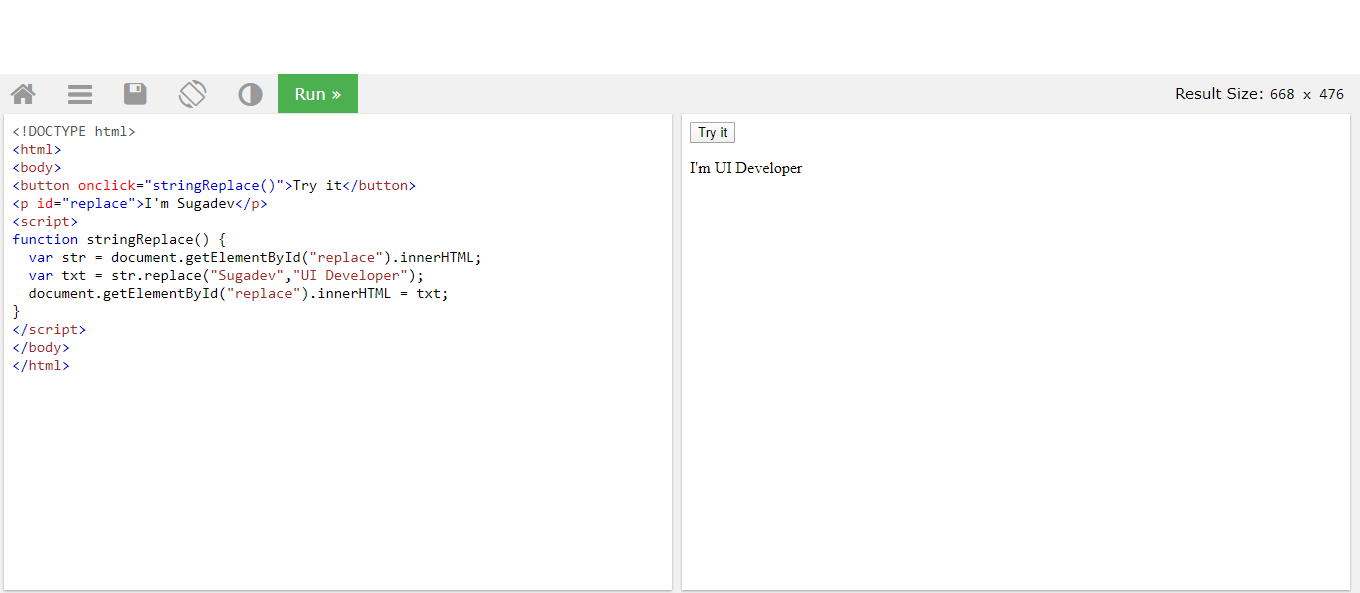 Run »
Result Size: 668 x 476
<!DOCTYPE html>
<html>
<body>
<button onclick="stringReplace()">Try it</button>
<p id="replace">I'm Sugadev</p>
<script>
function stringReplace() {
  var str = document.getElementById("replace").innerHTML;
  var txt = str.replace("Sugadev","UI Developer");
  document.getElementById("replace").innerHTML = txt;
}
</script>
</body>
</html>
Try it
I'm UI Developer